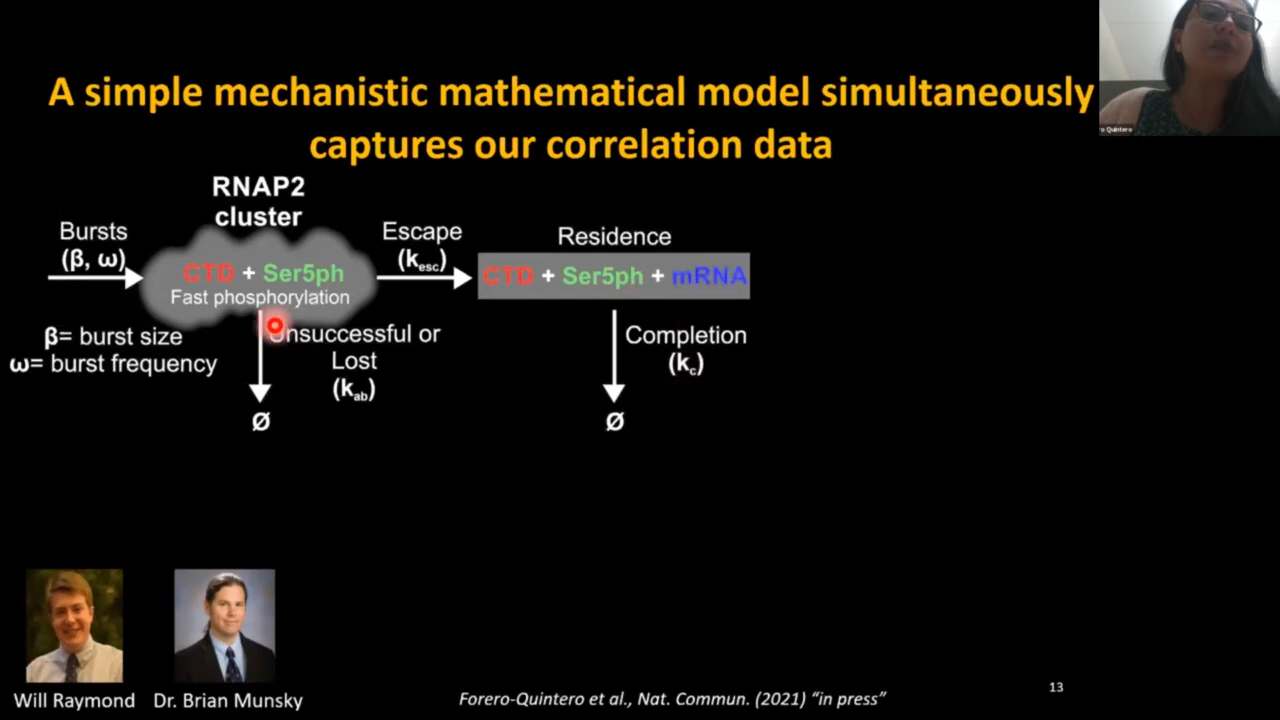 A simple mechanistic mathematical model simultaneously
captures our correlation data
Quintero
RNAP2
cluster
Bursts
(β, ω)
CTD + Ser5ph
Fast phosphorylation
Escape
(kesc)
Residence
CTD + Ser5ph + mRNA
β= burst size
ω= burst frequency
Unsuccessful or
Lost
(kab)
Ø
Completion
(kc)
Ø
Will Raymond
Dr. Brian Munsky
Forero-Quintero et al., Nat. Commun. (2021) “in press”
13